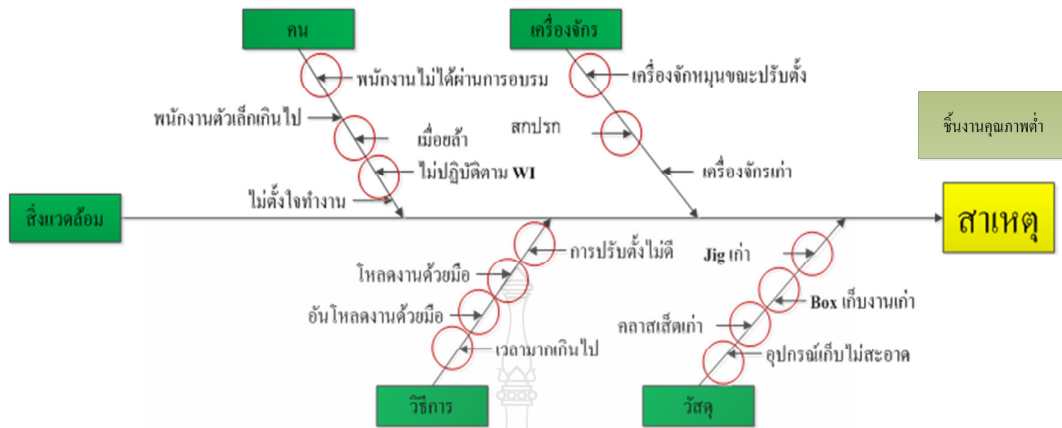 คน
เครื่องจักร
พนักงานไม่ได้ผ่านการอบรม
เครื่องจักหมุนขณะปรับตั้ง
พนักงานตัวเล็กเกินไป
สกปรก
ชิ้นงานคุณภาพต่ำ
เมื่อยล้า
ไม่ปฏิบัติตาม WI
เครื่องจักรเก่า
ไม่ตั้งใจทำงาน
สิ่งแวดล้อม
สาเหตุ
การปรับตั้งไม่ดี
Jig เก่า
โหลดงานด้วยมือ
Box เก็บงานเก่า
อันโหลดงานด้วยมือ
คลาสเส็ตเก่า
เวลามากเกินไป
อุปกรณ์เก็บไม่สะอาด
วิธีการ
วัสดุ